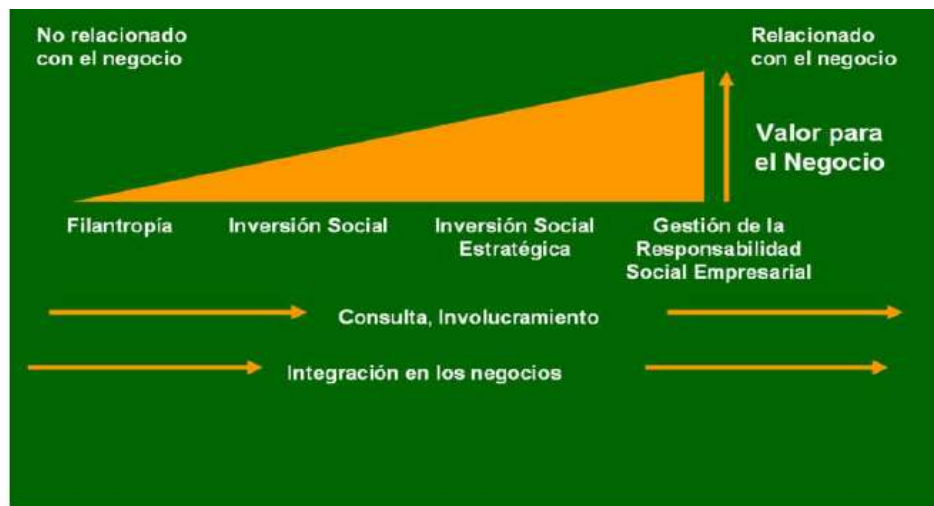 No relacionado
con el negocio
Relacionado
con el negocio
Valor para
el Negocio
Filantropía
Inversión Social
Inversión Social
Estratégica
Gestión de la
Responsabilidad
Social Empresarial
Consulta, Involucramiento
Integración en los negocios